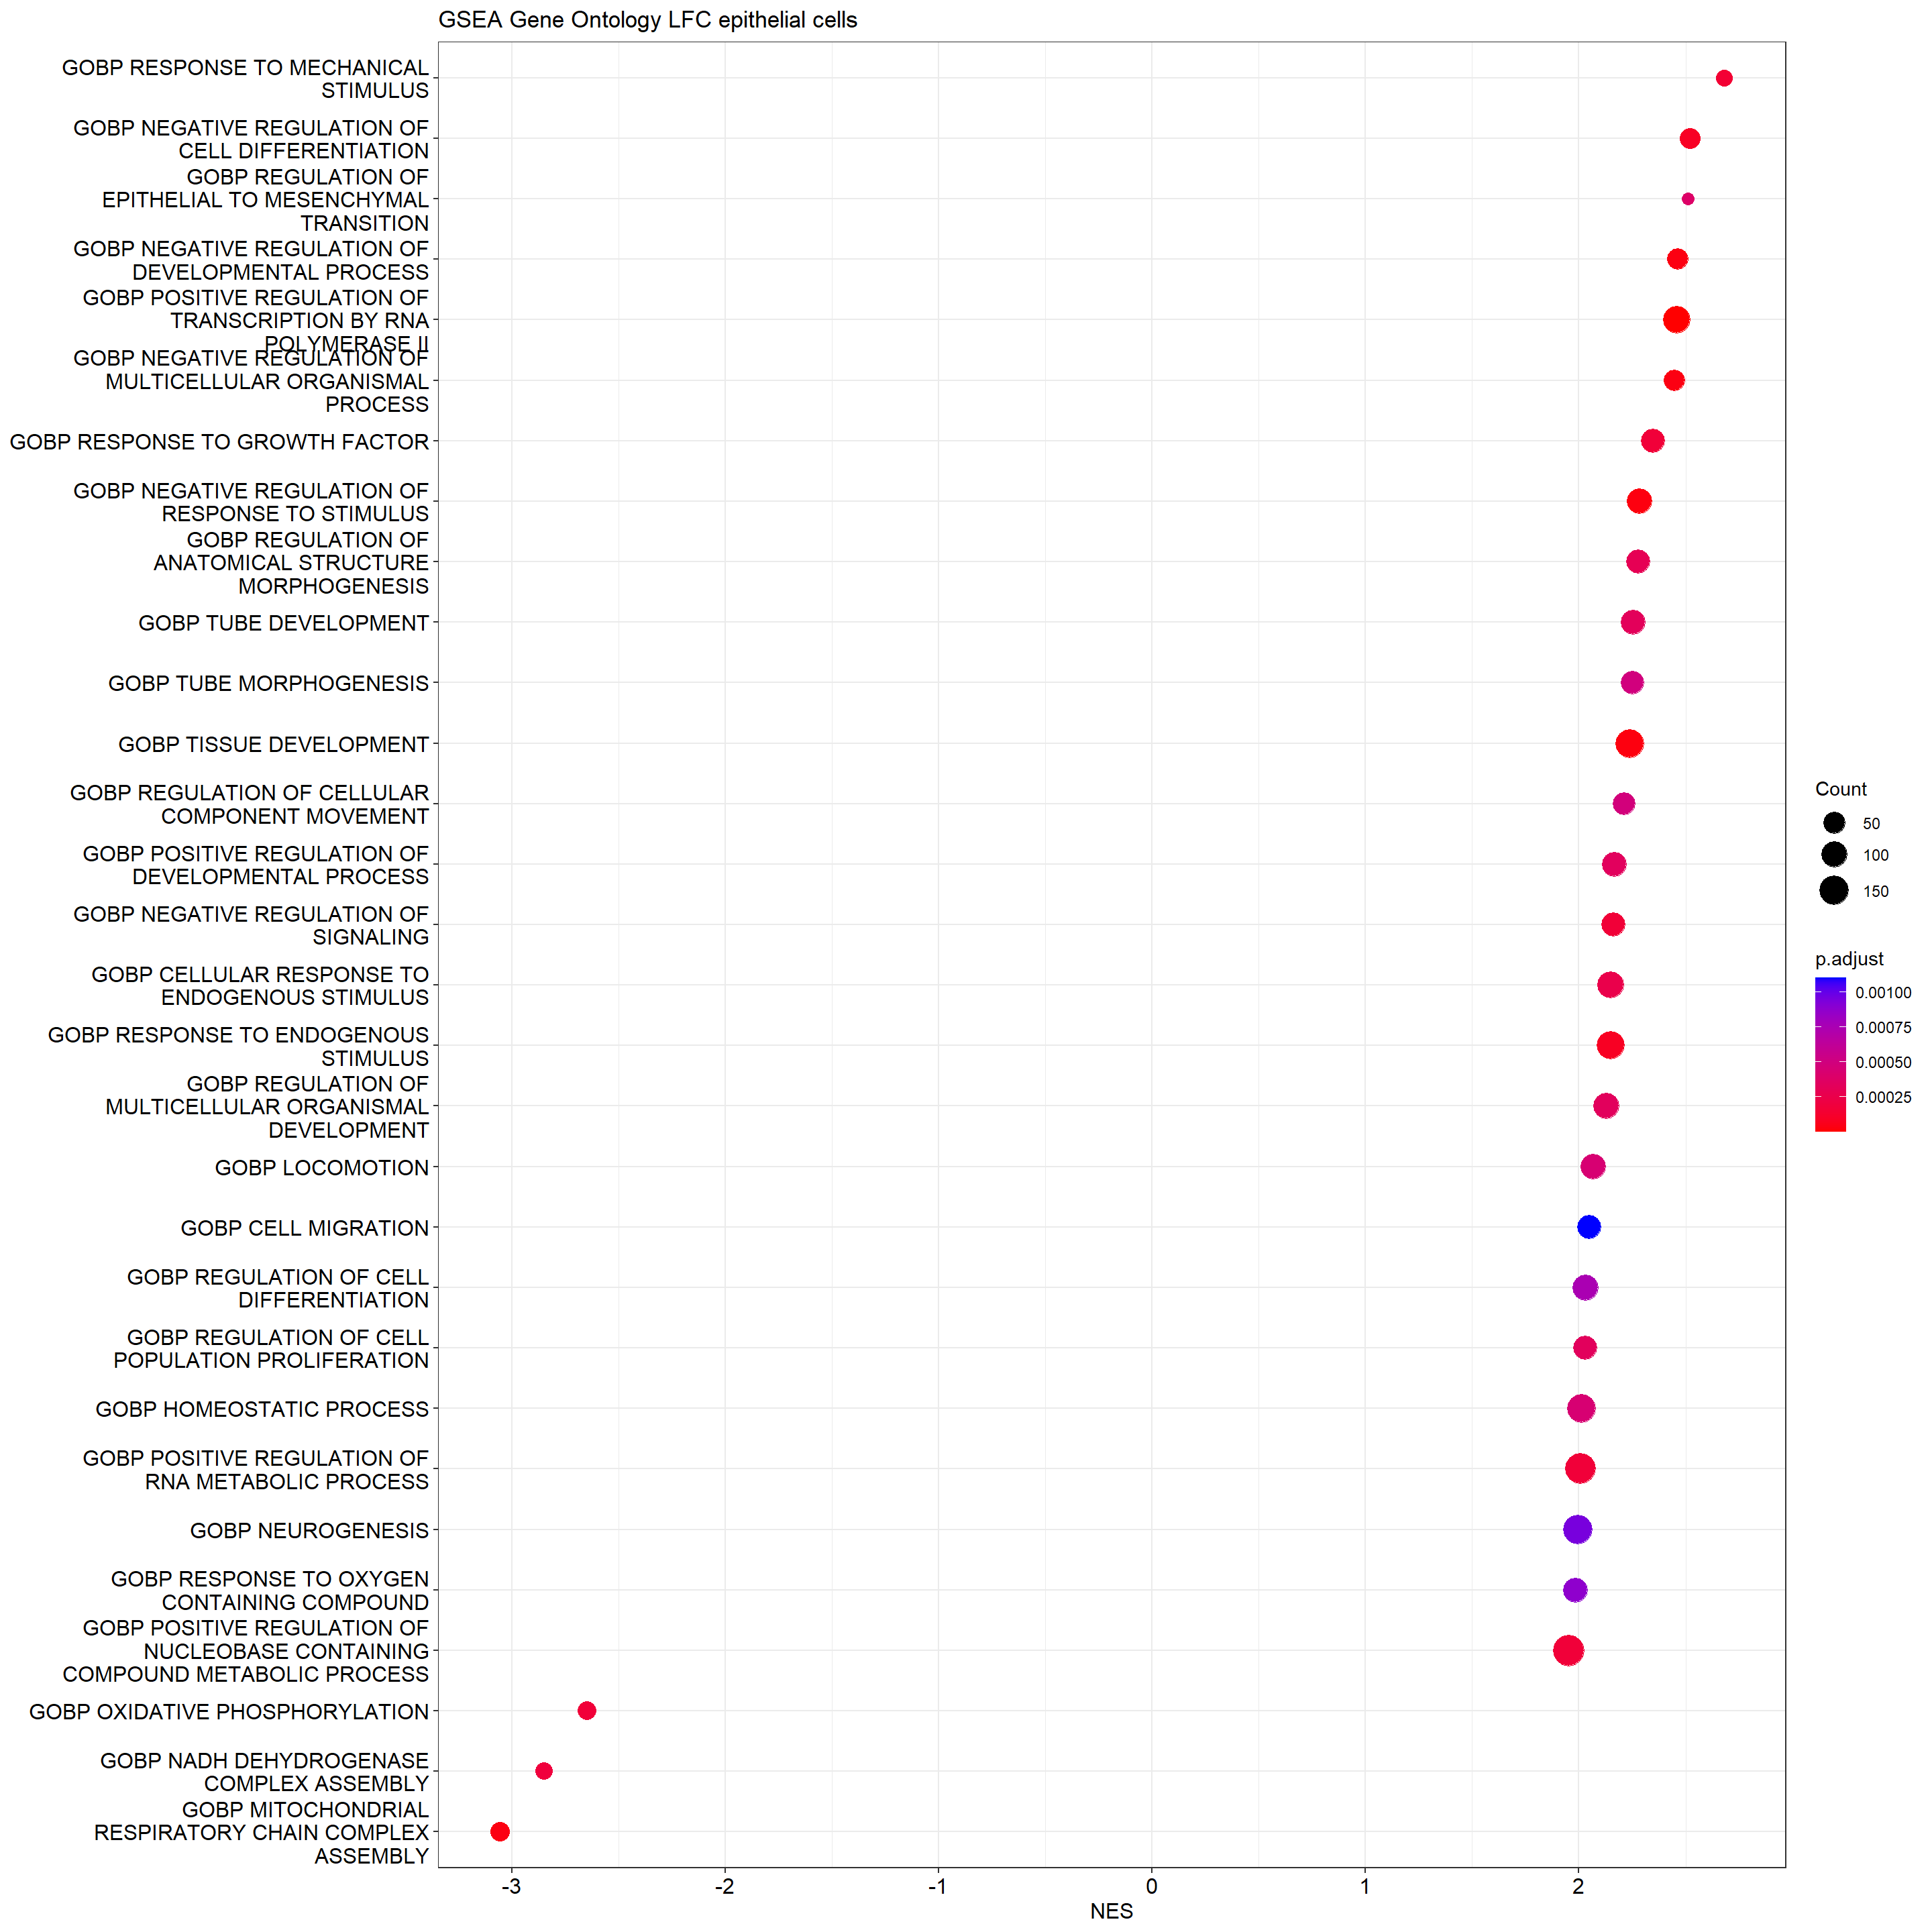 GSEA Gene Ontology LFC epithelial cells
GOBP RESPONSE TO MECHANICAL
STIMULUS
GOBP NEGATIVE REGULATION OF
CELL DIFFERENTIATION
GOBP REGULATION OF
EPITHELIAL TO MESENCHYMAL
TRANSITION
GOBP NEGATIVE REGULATION OF
DEVELOPMENTAL PROCESS
GOBP POSITIVE REGULATION OF
TRANSCRIPTION BY RNA
POLYMERASE II
GOBP NEGATIVE REGULATION OF
MULTICELLULAR ORGANISMAL
PROCESS
GOBP RESPONSE TO GROWTH FACTOR
GOBP NEGATIVE REGULATION OF
RESPONSE TO STIMULUS
GOBP REGULATION OF
ANATOMICAL STRUCTURE
MORPHOGENESIS
GOBP TUBE DEVELOPMENT
GOBP TUBE MORPHOGENESIS
GOBP TISSUE DEVELOPMENT
GOBP REGULATION OF CELLULAR
COMPONENT MOVEMENT
GOBP POSITIVE REGULATION OF
DEVELOPMENTAL PROCESS
GOBP NEGATIVE REGULATION OF
SIGNALING
GOBP CELLULAR RESPONSE TO
ENDOGENOUS STIMULUS
GOBP RESPONSE TO ENDOGENOUS
STIMULUS
GOBP REGULATION OF
MULTICELLULAR ORGANISMAL
DEVELOPMENT
GOBP LOCOMOTION
GOBP CELL MIGRATION
GOBP REGULATION OF CELL
DIFFERENTIATION
GOBP REGULATION OF CELL
POPULATION PROLIFERATION
GOBP HOMEOSTATIC PROCESS
GOBP POSITIVE REGULATION OF
RNA METABOLIC PROCESS
GOBP NEUROGENESIS
GOBP RESPONSE TO OXYGEN
CONTAINING COMPOUND
GOBP POSITIVE REGULATION OF
NUCLEOBASE CONTAINING
COMPOUND METABOLIC PROCESS
GOBP OXIDATIVE PHOSPHORYLATION
GOBP NADH DEHYDROGENASE
COMPLEX ASSEMBLY
GOBP MITOCHONDRIAL
RESPIRATORY CHAIN COMPLEX
ASSEMBLY
-3 -2 -1 0 1 2
NES
Count
50
100
150
p.adjust
0.00100
0.00075
0.00050
0.00025